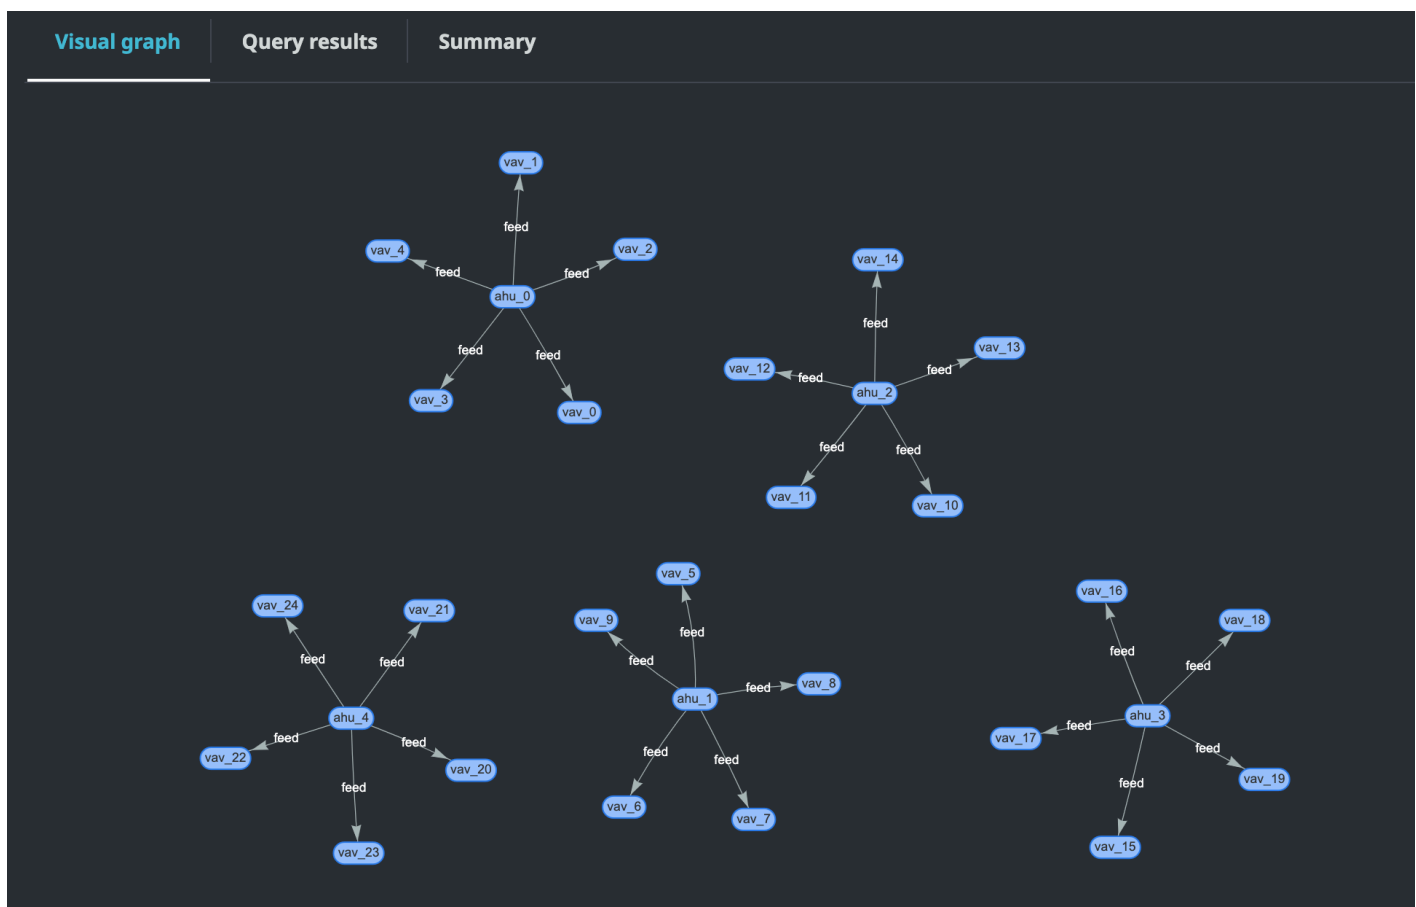 Visual graph
Query results
Summary
vav_1
feed
vav_4
vav_2
feed
feed
ahu_0
feed
feed
vav_3
vav_0
vav_14
feed
vav_13
vav_12
feed
feed
ahu_2
feed
feed
vav_11
vav_10
vav_24
vav_21
feed
feed
ahu_4
feed
feed
vav_22
vav_20
feed
vav_23
vav_5
vav_9
feed
feed
vav_8
feed
ahu_1
feed
feed
vav_6
vav_7
vav_16
vav_18
feed
feed
ahu_3
feed
vav_17
feed
vav_19
feed
vav_15